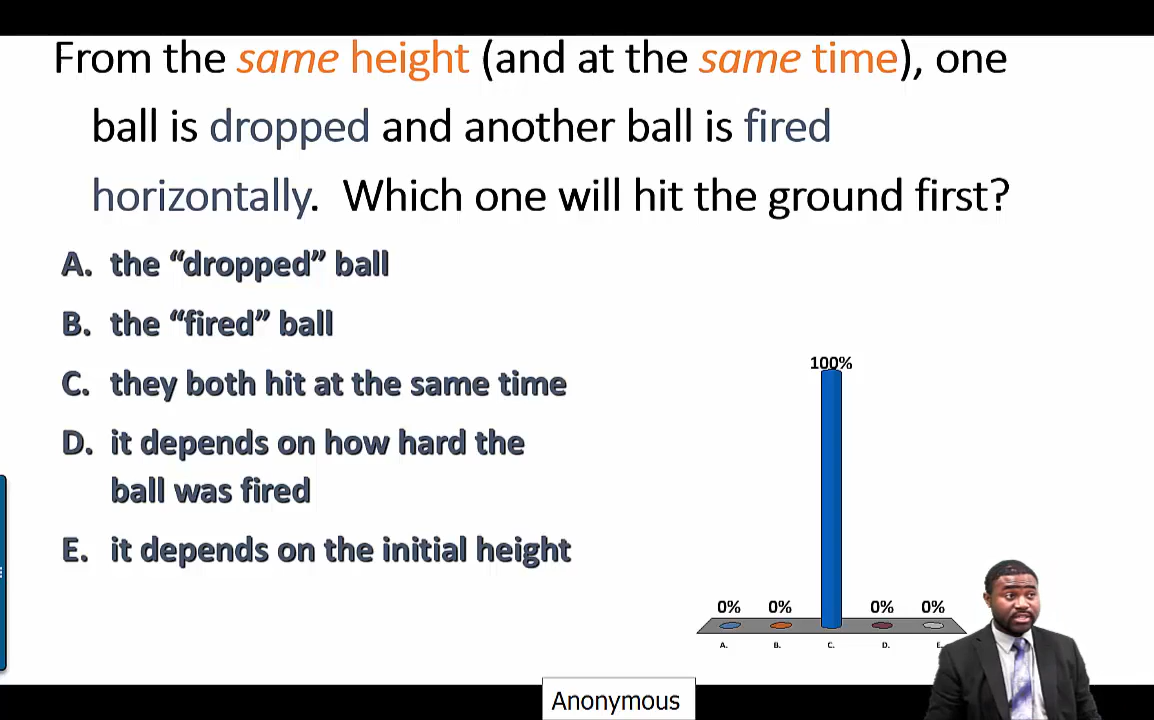 From the same height (and at the same time), one
ball is dropped and another ball is fired
horizontally. Which one will hit the ground first?
A. the “dropped” ball
B. the “fired” ball
C. they both hit at the same time
D. it depends on how hard the
ball was fired
E. it depends on the initial height
100%
0% 0% 0% 0%
A. B. C. D. E.
Anonymous